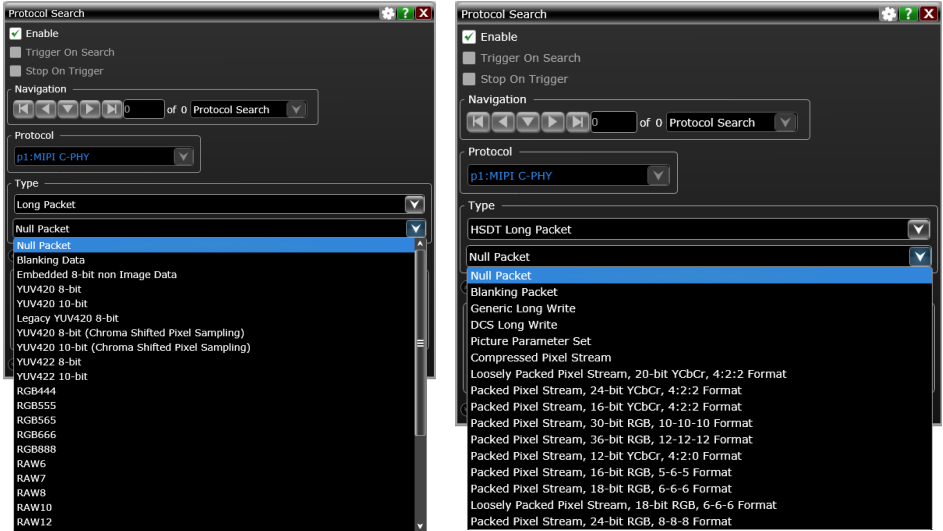 Protocol Search
?
X
Enable
Trigger On Search
Stop On Trigger
Navigation
0 of 0 Protocol Search
Protocol
p1:MIPI C-PHY
Type
Long Packet
Null Packet
Null Packet
Blanking Data
Embedded 8-bit non Image Data
YUV420 8-bit
YUV420 10-bit
Legacy YUV420 8-bit
YUV420 8-bit (Chroma Shifted Pixel Sampling)
YUV420 10-bit (Chroma Shifted Pixel Sampling)
YUV422 8-bit
YUV422 10-bit
RGB444
RGB555
RGB565
RGB666
RGB888
RAW6
RAW7
RAW8
RAW10
RAW12
Protocol Search
?
X
Enable
Trigger On Search
Stop On Trigger
Navigation
0 of 0 Protocol Search
Protocol
p1:MIPI C-PHY
Type
HSDT Long Packet
Null Packet
Null Packet
Blanking Packet
Generic Long Write
DCS Long Write
Picture Parameter Set
Compressed Pixel Stream
Loosely Packed Pixel Stream, 20-bit YCbCr, 4:2:2 Format
Packed Pixel Stream, 24-bit YCbCr, 4:2:2 Format
Packed Pixel Stream, 16-bit YCbCr, 4:2:2 Format
Packed Pixel Stream, 30-bit RGB, 10-10-10 Format
Packed Pixel Stream, 36-bit RGB, 12-12-12 Format
Packed Pixel Stream, 12-bit YCbCr, 4:2:0 Format
Packed Pixel Stream, 16-bit RGB, 5-6-5 Format
Packed Pixel Stream, 18-bit RGB, 6-6-6 Format
Loosely Packed Pixel Stream, 18-bit RGB, 6-6-6 Format
Packed Pixel Stream, 24-bit RGB, 8-8-8 Format